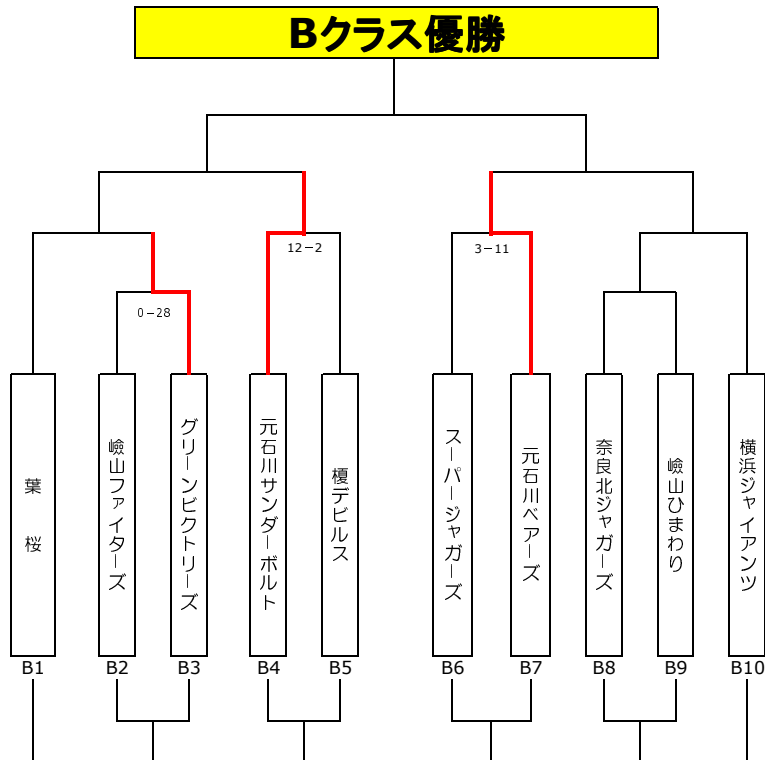 Bクラス優勝
12−2
3−11
0−28
葉桜
嶮山ファイターズ
グリーンビクトリーズ
元石川サンダーボルト
榎デビルス
スーパージャガーズ
元石川ベアーズ
奈良北ジャガーズ
嶮山ひまわり
横浜ジャイアンツ
B1
B2
B3
B4
B5
B6
B7
B8
B9
B10